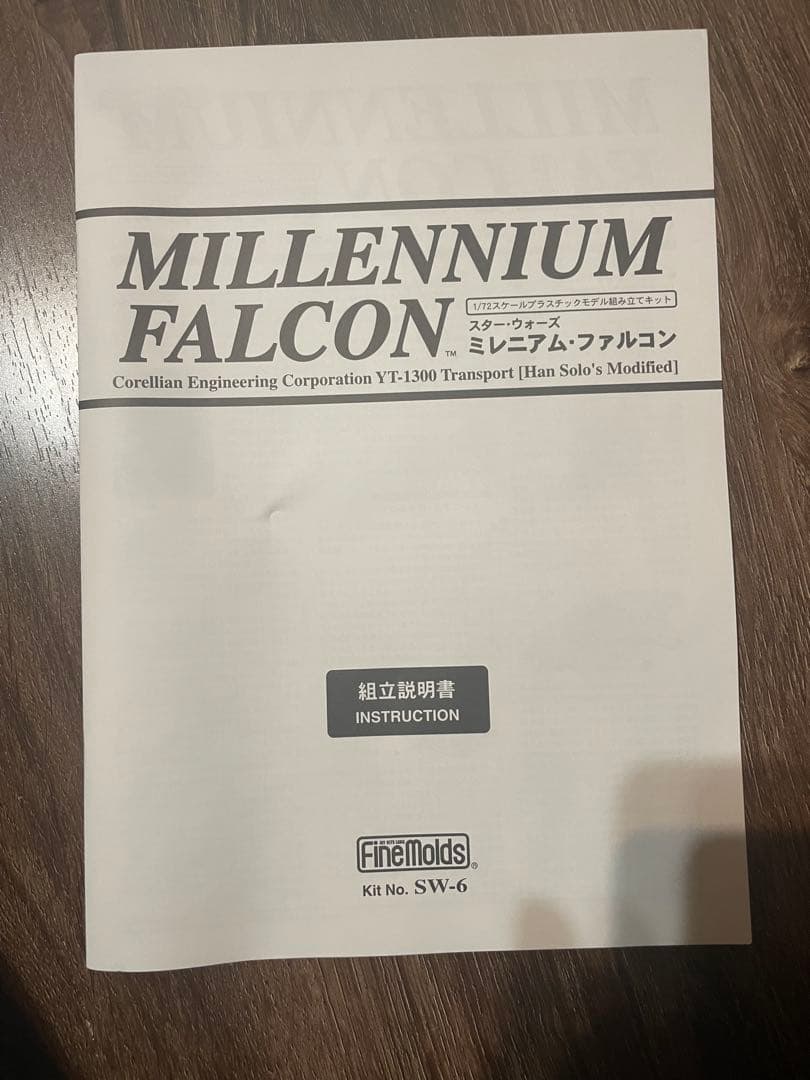 MILLENNIUM
FALCON™
1/72スケールプラスチックモデル組み立てキット
スター・ウォーズ
ミレニアム・ファルコン
Corellian Engineering Corporation YT-1300 Transport [Han Solo's Modified]
組立説明書
INSTRUCTION
FineMolds®
Kit No. SW-6